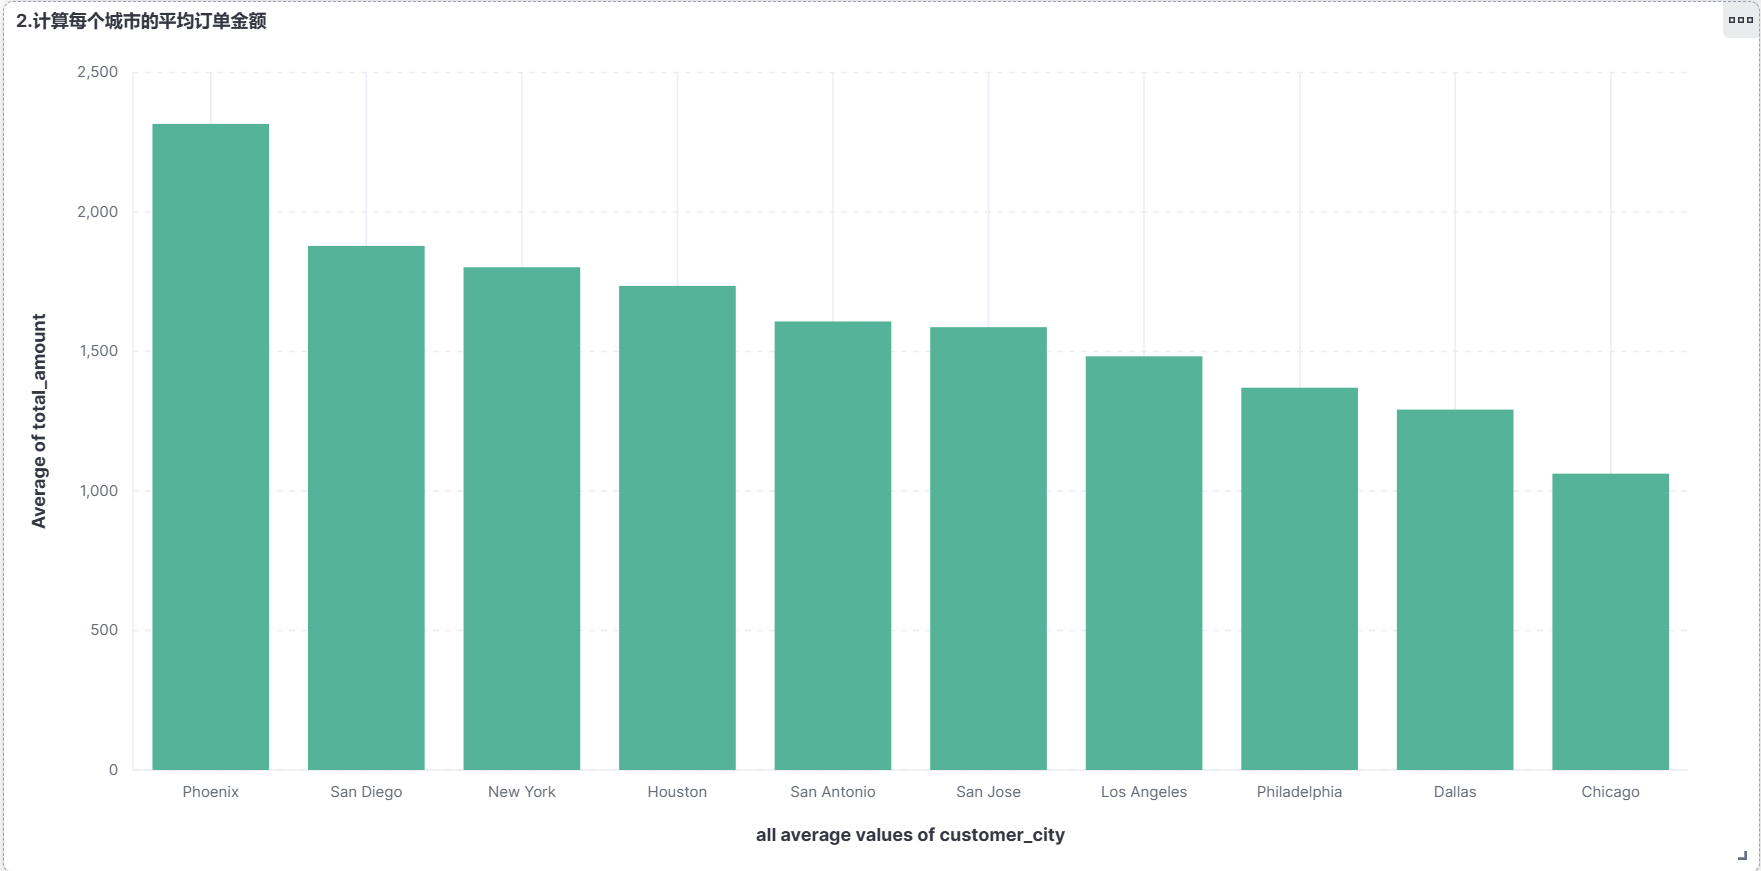 2.计算每个城市的平均订单金额
2,500
2,000
1,500
1,000
500
0
Average of total_amount
Phoenix San Diego New York Houston San Antonio San Jose Los Angeles Philadelphia Dallas Chicago
all average values of customer_city